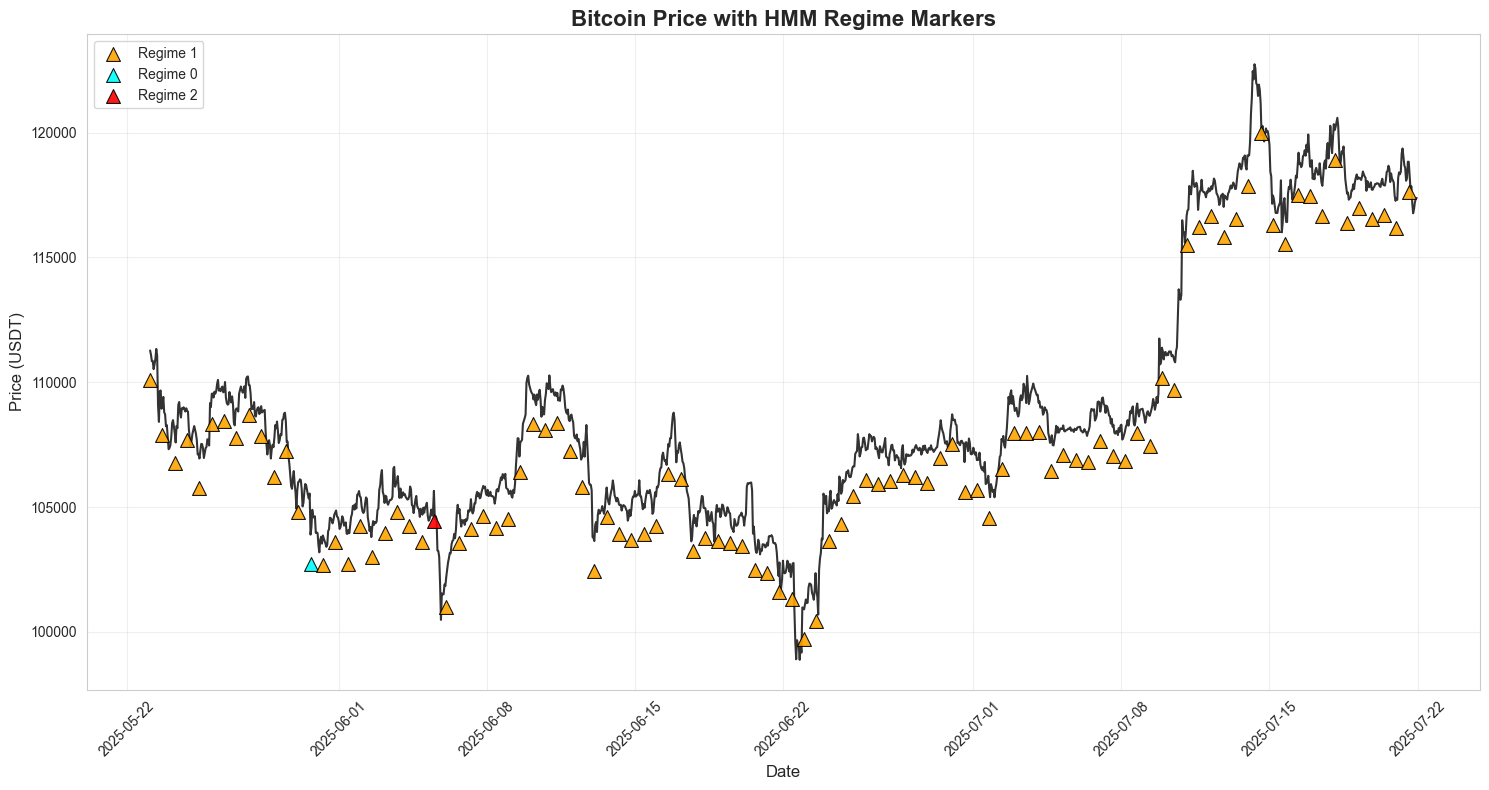 Bitcoin Price with HMM Regime Markers
Regime 1
Regime 0
Regime 2
Price (USDT)
120000
115000
110000
105000
100000
2025-05-22
2025-06-01
2025-06-08
2025-06-15
2025-06-22
2025-07-01
2025-07-08
2025-07-15
2025-07-22
Date